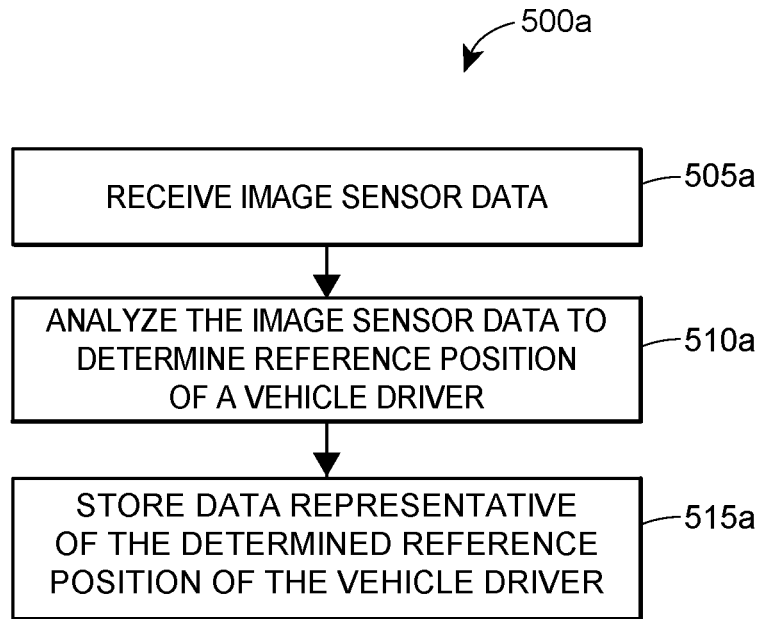 500a
RECEIVE IMAGE SENSOR DATA
505a
ANALYZE THE IMAGE SENSOR DATA TO
DETERMINE REFERENCE POSITION
OF A VEHICLE DRIVER
510a
STORE DATA REPRESENTATIVE
OF THE DETERMINED REFERENCE
POSITION OF THE VEHICLE DRIVER
515a